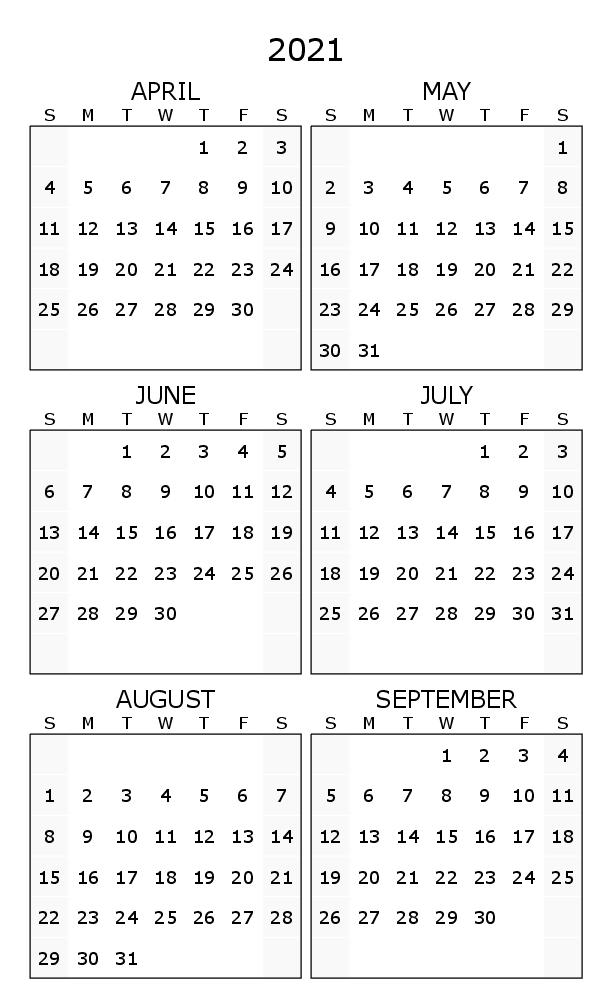 2021
APRIL
S M T W T F S
1 2 3
4 5 6 7 8 9 10
11 12 13 14 15 16 17
18 19 20 21 22 23 24
25 26 27 28 29 30
MAY
S M T W T F S
1
2 3 4 5 6 7 8
9 10 11 12 13 14 15
16 17 18 19 20 21 22
23 24 25 26 27 28 29
30 31
JUNE
S M T W T F S
1 2 3 4 5
6 7 8 9 10 11 12
13 14 15 16 17 18 19
20 21 22 23 24 25 26
27 28 29 30
JULY
S M T W T F S
1 2 3
4 5 6 7 8 9 10
11 12 13 14 15 16 17
18 19 20 21 22 23 24
25 26 27 28 29 30 31
AUGUST
S M T W T F S
1 2 3 4 5 6 7
8 9 10 11 12 13 14
15 16 17 18 19 20 21
22 23 24 25 26 27 28
29 30 31
SEPTEMBER
S M T W T F S
1 2 3 4
5 6 7 8 9 10 11
12 13 14 15 16 17 18
19 20 21 22 23 24 25
26 27 28 29 30